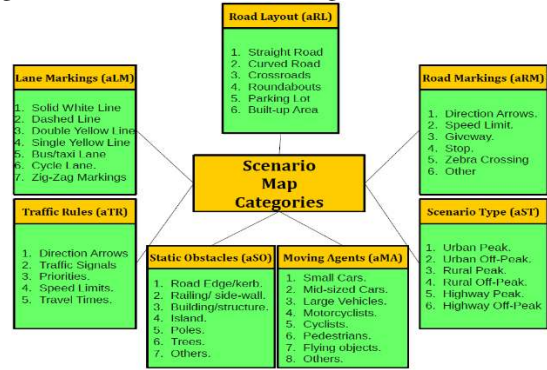 Road Layout (aRL)
1. Straight Road
2. Curved Road
3. Crossroads
4. Roundabouts
5. Parking Lot
6. Built-up Area
Lane Markings (aLM)
1. Solid White Line
2. Dashed Line
3. Double Yellow Line
4. Single Yellow Line
5. Bus/taxi Lane
6. Cycle Lane.
7. Zig-Zag Markings
Road Markings (aRM)
1. Direction Arrows.
2. Speed Limit.
3. Giveway.
4. Stop.
5. Zebra Crossing
6. Other
Scenario
Map
Categories
Traffic Rules (aTR)
1. Direction Arrows
2. Traffic Signals
3. Priorities.
4. Speed Limits.
5. Travel Times.
Static Obstacles (aSO)
1. Road Edge/kerb.
2. Railing/ side-wall.
3. Building/structure.
4. Island.
5. Poles.
6. Trees.
7. Others.
Moving Agents (aMA)
1. Small Cars.
2. Mid-sized Cars.
3. Large Vehicles.
4. Motorcyclists.
5. Cyclists.
6. Pedestrians.
7. Flying objects.
8. Others.
Scenario Type (aST)
1. Urban Peak.
2. Urban Off-Peak.
3. Rural Peak.
4. Rural Off-Peak.
5. Highway Peak.
6. Highway Off-Peak